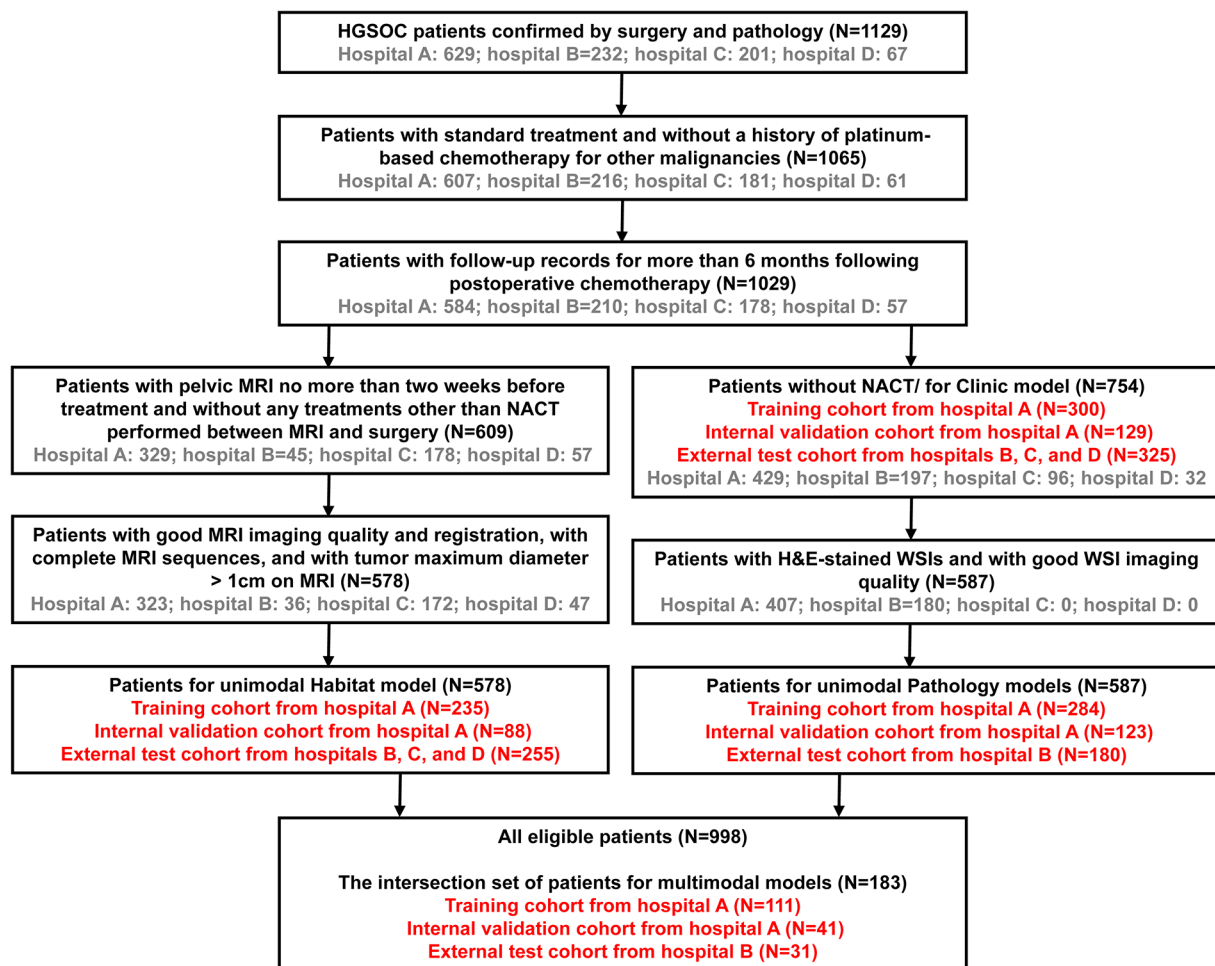 HGSOC patients confirmed by surgery and pathology (N=1129)
Hospital A: 629; hospital B=232; hospital C: 201; hospital D: 67
Patients with standard treatment and without a history of platinum-
based chemotherapy for other malignancies (N=1065)
Hospital A: 607; hospital B=216; hospital C: 181; hospital D: 61
Patients with follow-up records for more than 6 months following
postoperative chemotherapy (N=1029)
Hospital A: 584; hospital B=210; hospital C: 178; hospital D: 57
Patients with pelvic MRI no more than two weeks before
treatment and without any treatments other than NACT
performed between MRI and surgery (N=609)
Hospital A: 329; hospital B=45; hospital C: 178; hospital D: 57
Patients with good MRI imaging quality and registration, with
complete MRI sequences, and with tumor maximum diameter
> 1cm on MRI (N=578)
Hospital A: 323; hospital B: 36; hospital C: 172; hospital D: 47
Patients for unimodal Habitat model (N=578)
Training cohort from hospital A (N=235)
Internal validation cohort from hospital A (N=88)
External test cohort from hospitals B, C, and D (N=255)
Patients without NACT/ for Clinic model (N=754)
Training cohort from hospital A (N=300)
Internal validation cohort from hospital A (N=129)
External test cohort from hospitals B, C, and D (N=325)
Hospital A: 429; hospital B=197; hospital C: 96; hospital D: 32
Patients with H&E-stained WSIs and with good WSI imaging
quality (N=587)
Hospital A: 407; hospital B=180; hospital C: 0; hospital D: 0
Patients for unimodal Pathology models (N=587)
Training cohort from hospital A (N=284)
Internal validation cohort from hospital A (N=123)
External test cohort from hospital B (N=180)
All eligible patients (N=998)
The intersection set of patients for multimodal models (N=183)
Training cohort from hospital A (N=111)
Internal validation cohort from hospital A (N=41)
External test cohort from hospital B (N=31)